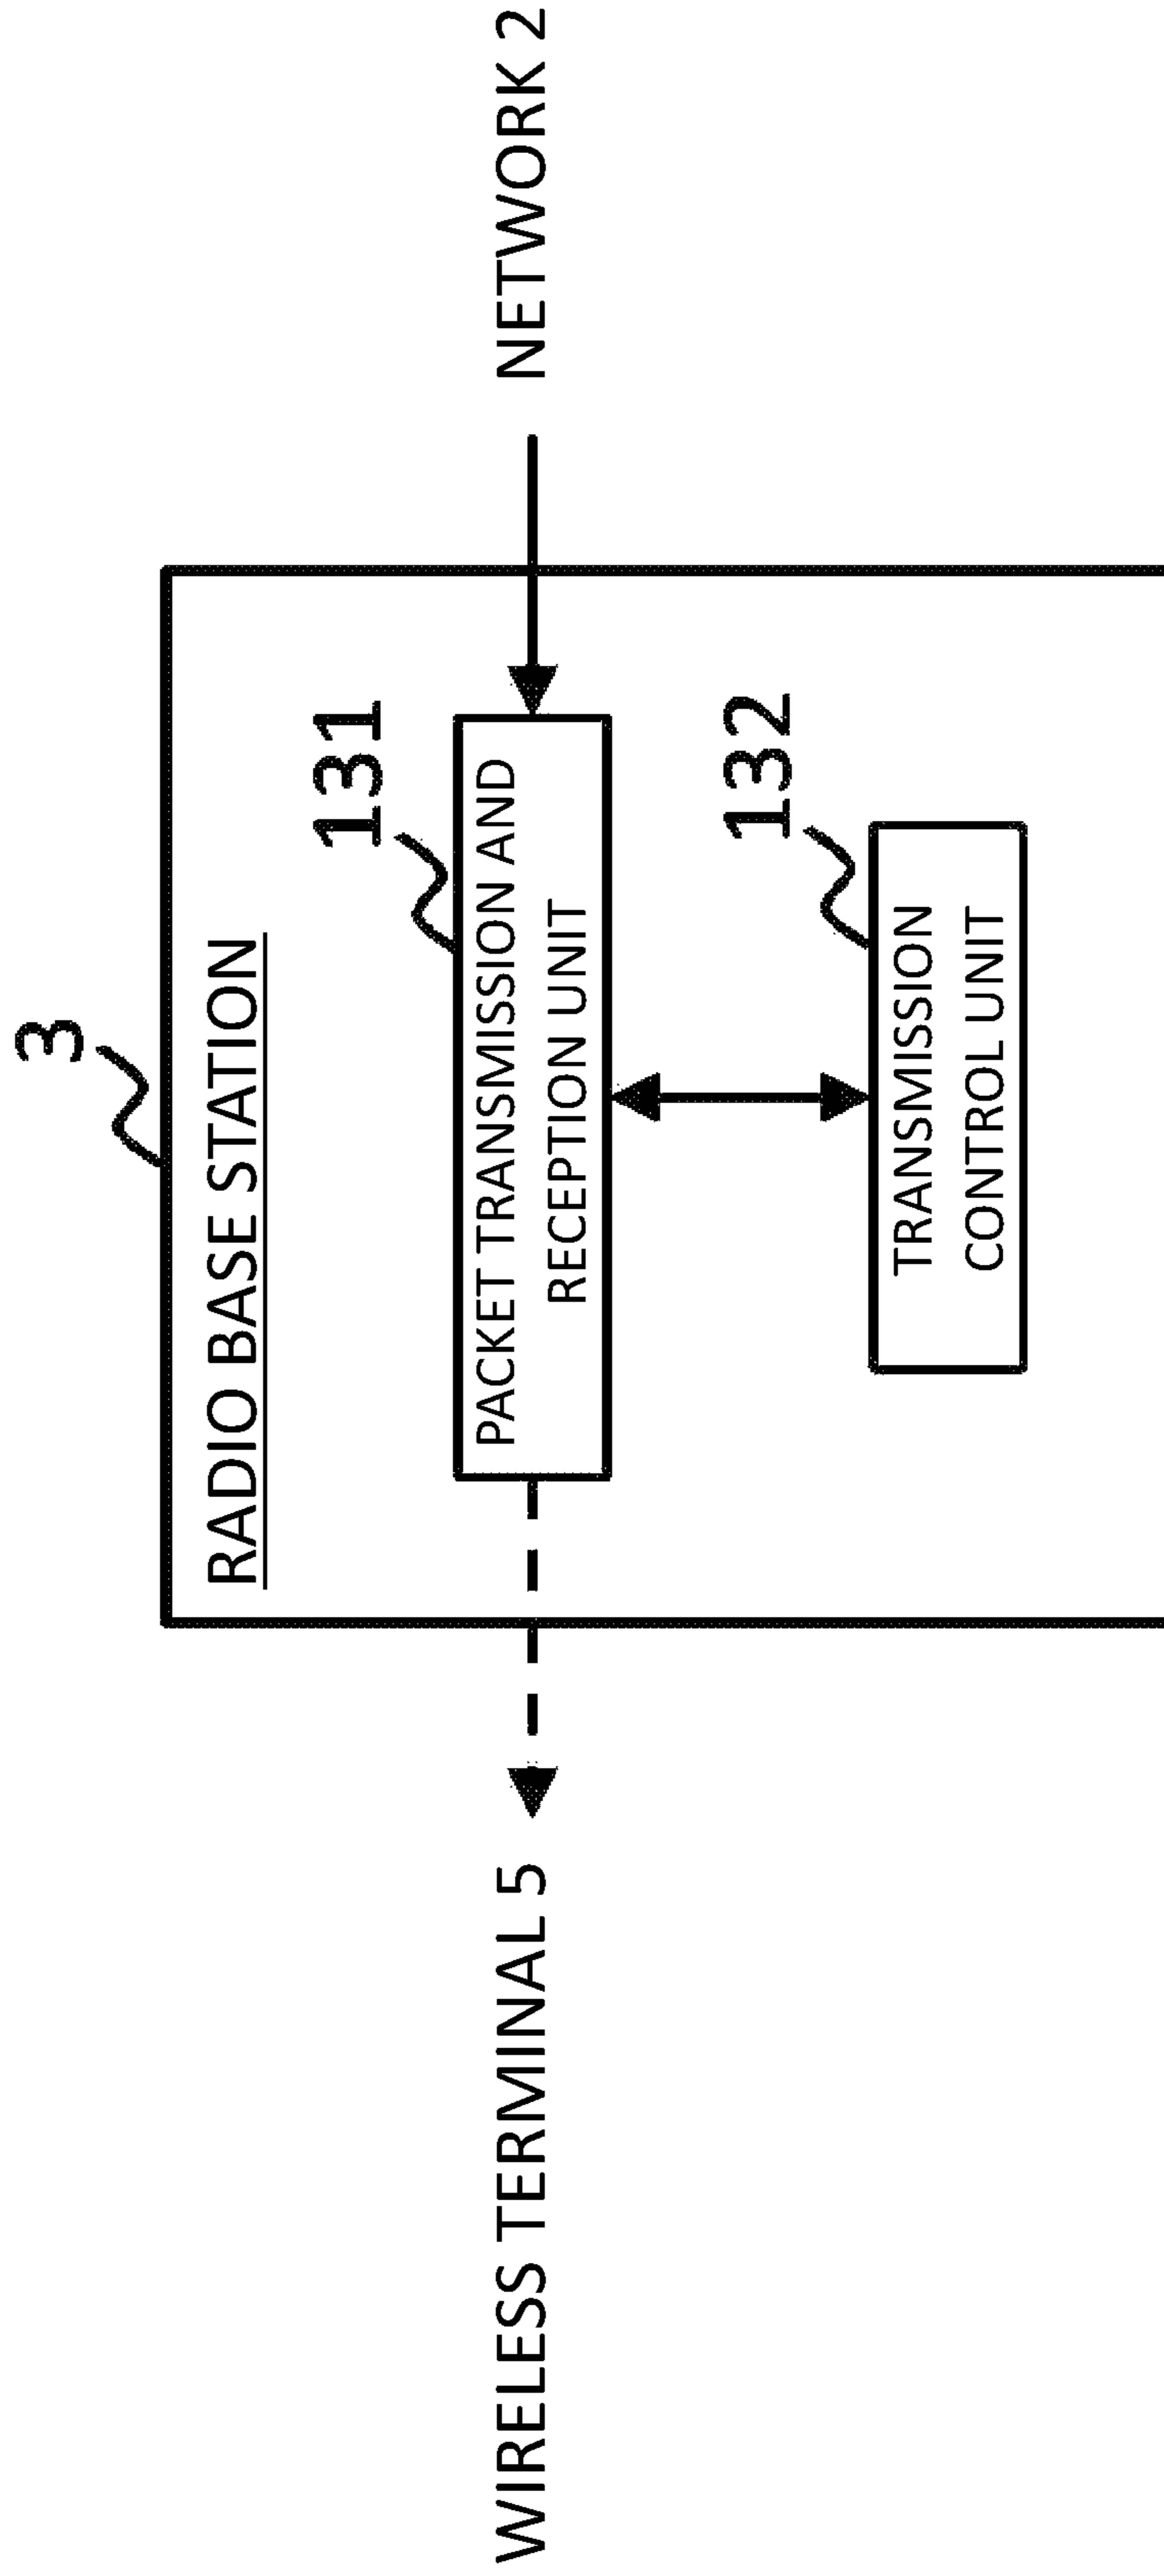 3
RADIO BASE STATION
131
WIRELESS TERMINAL 5
PACKET TRANSMISSION AND
RECEPTION UNIT
NETWORK 2
132
TRANSMISSION
CONTROL UNIT